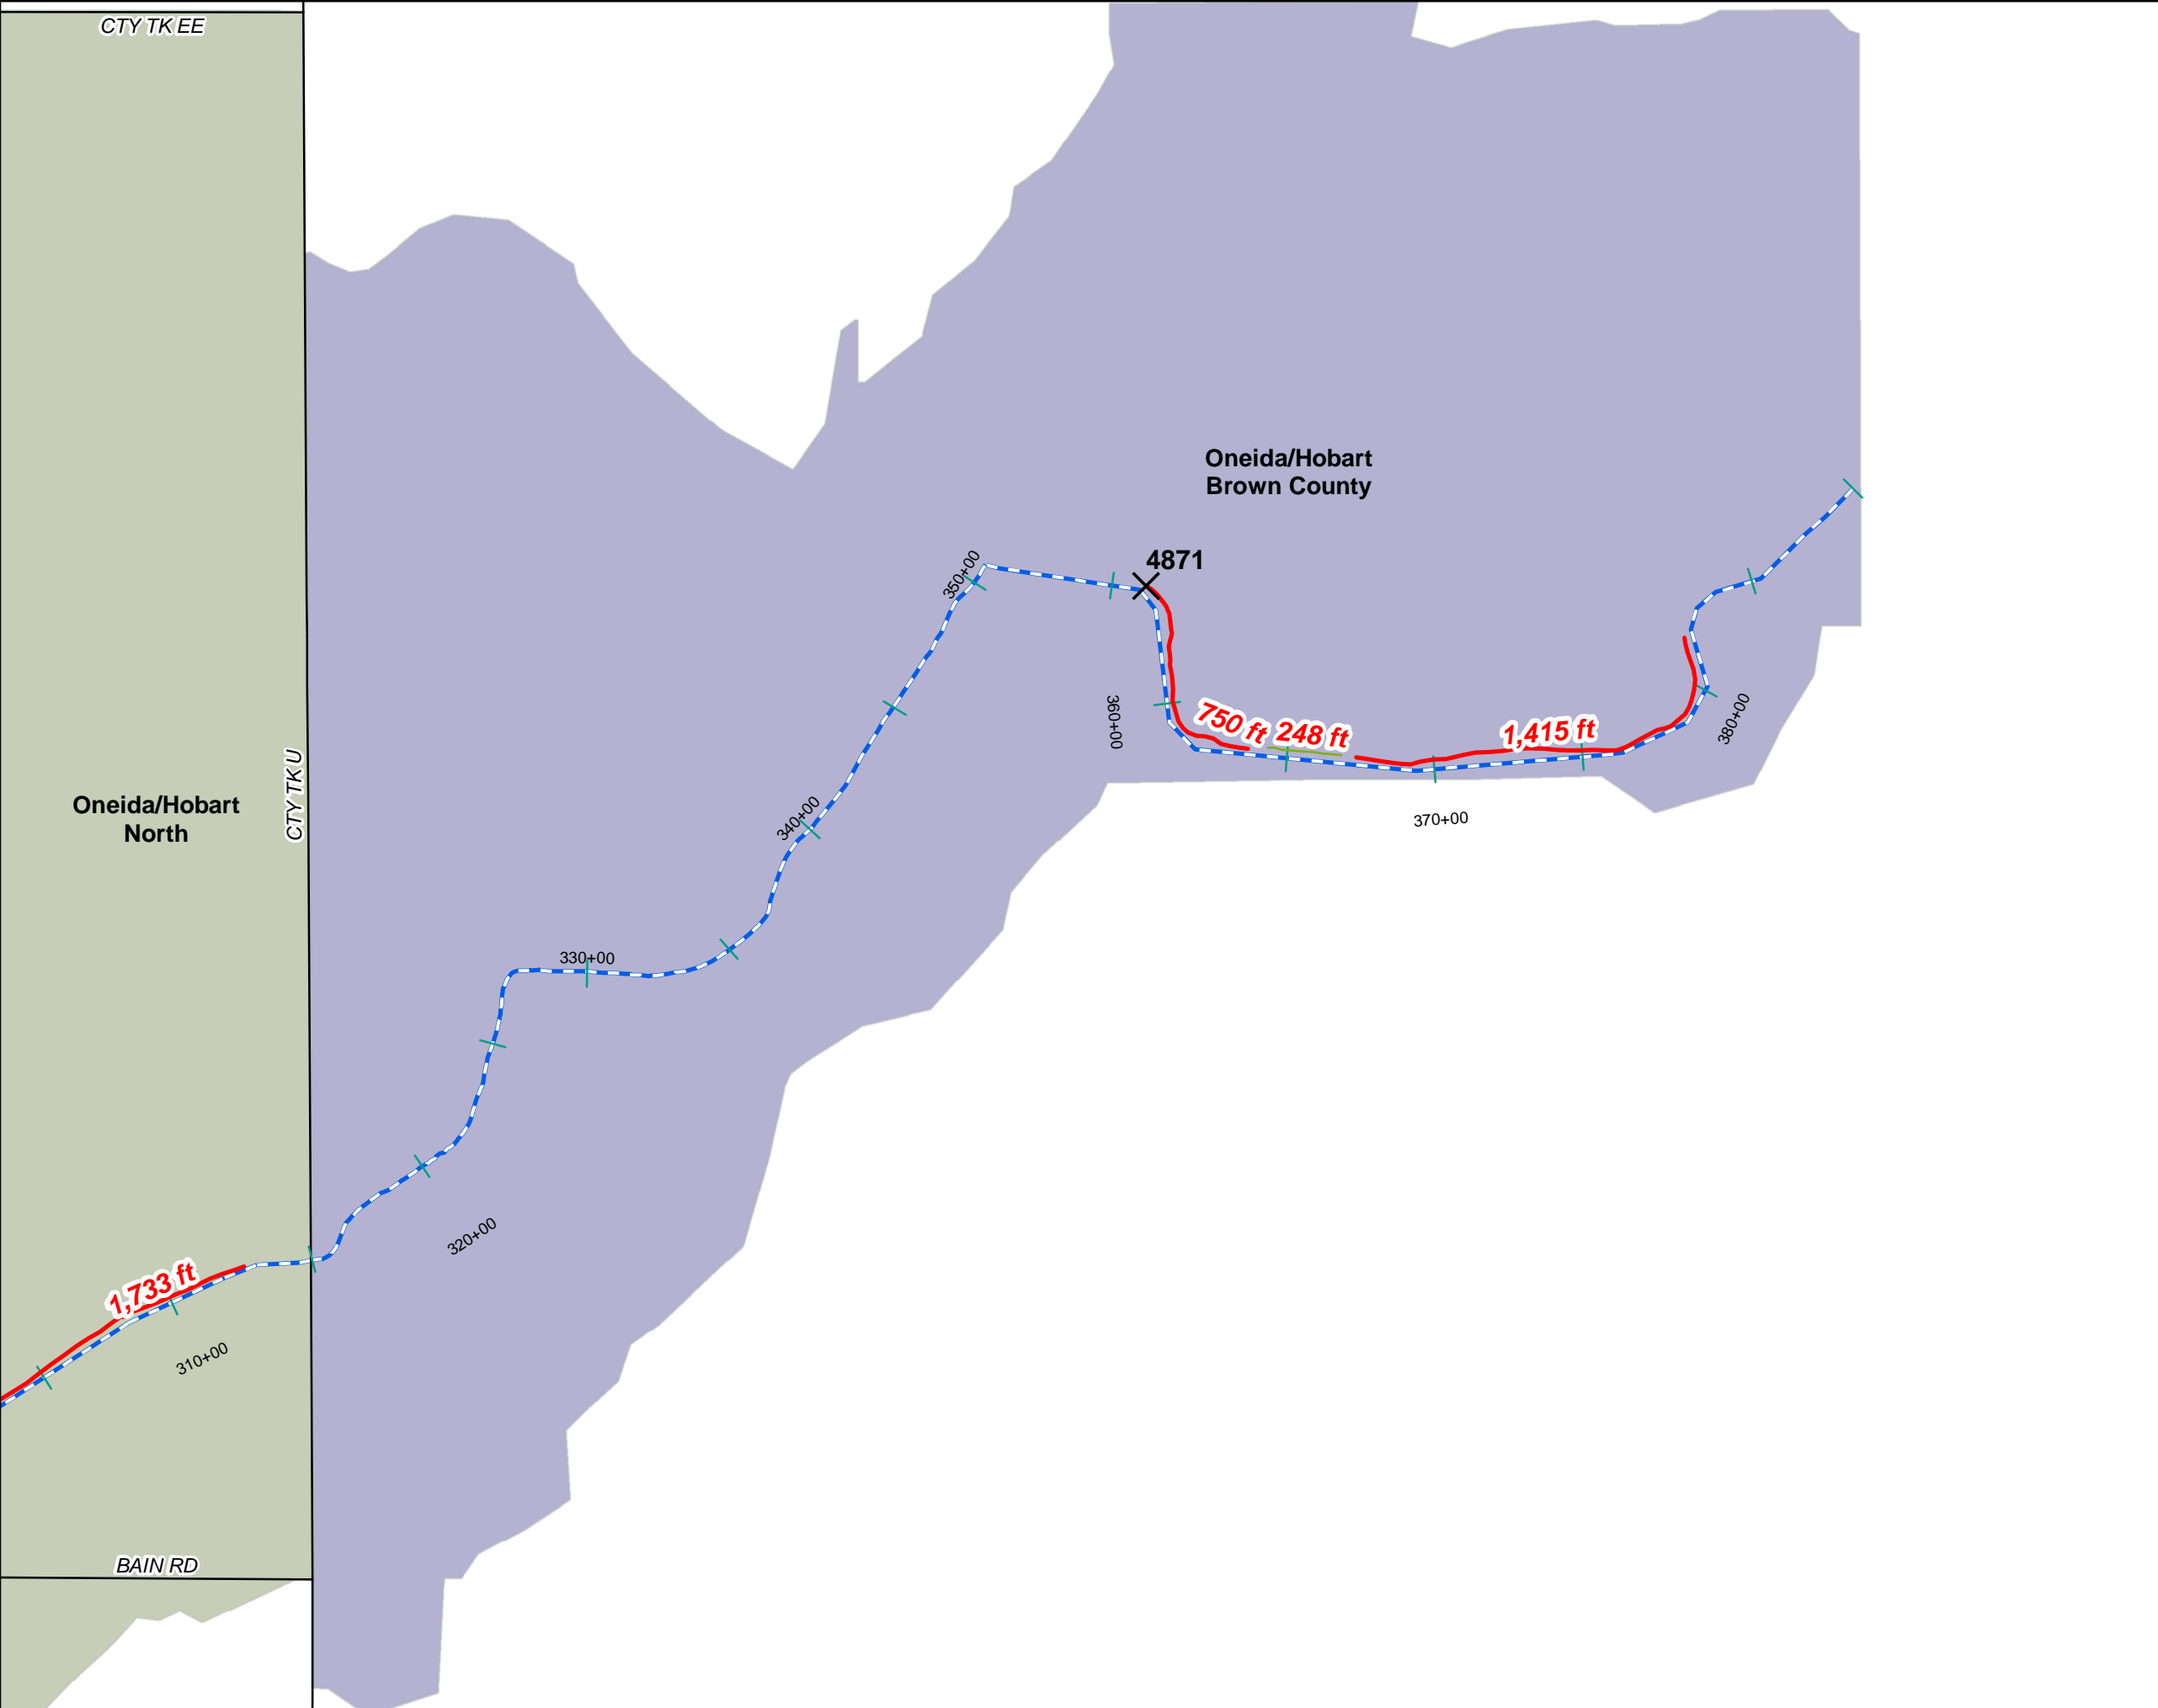 CTY TK EE
Oneida/Hobart
Brown County
4871
350+00
360+00
750 ft
248 ft
1,415 ft
380+00
CTY TK U
Oneida/Hobart
North
340+00
370+00
330+00
320+00
1,733 ft
310+00
BAIN RD